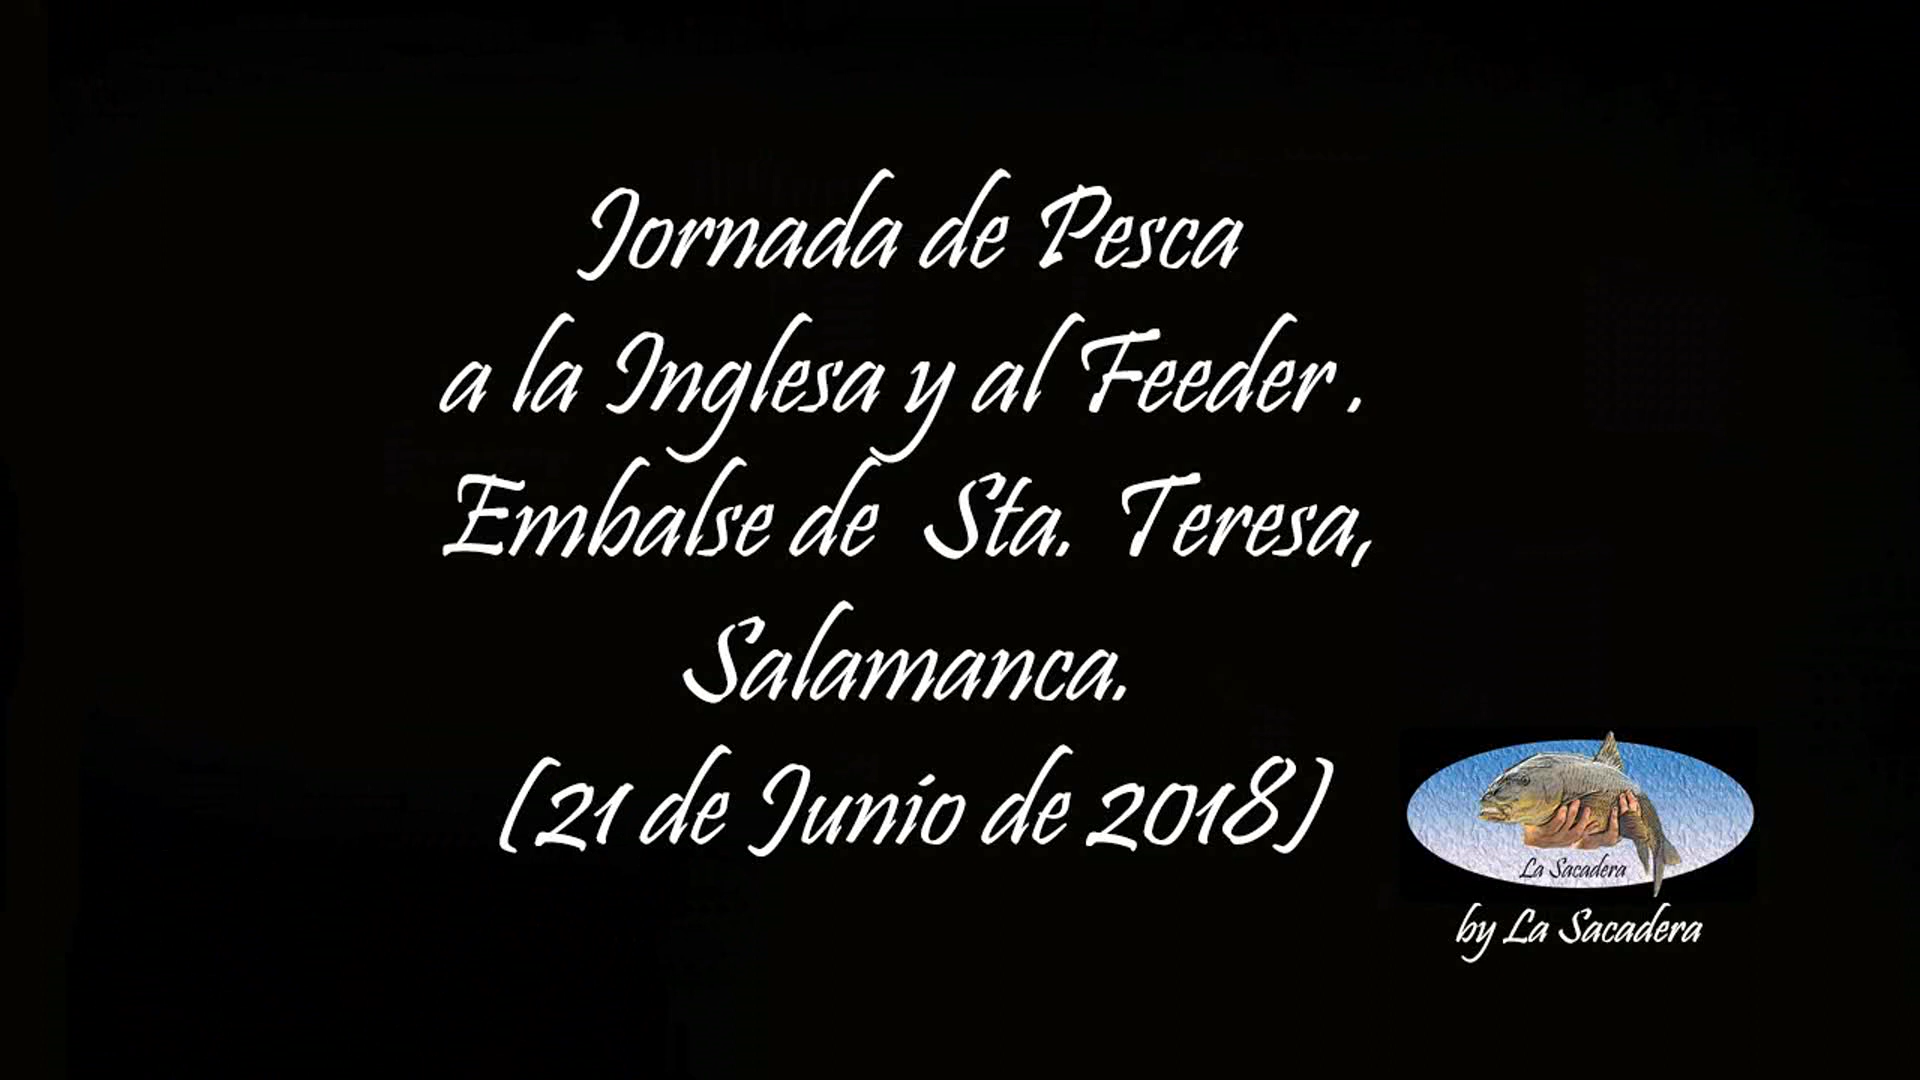 Jornada de Pesca
a la Inglesa y al Feeder .
Embalse de Sta. Teresa,
Salamanca.
(21 de Junio de 2018)
La Sacadera
by La Sacadera